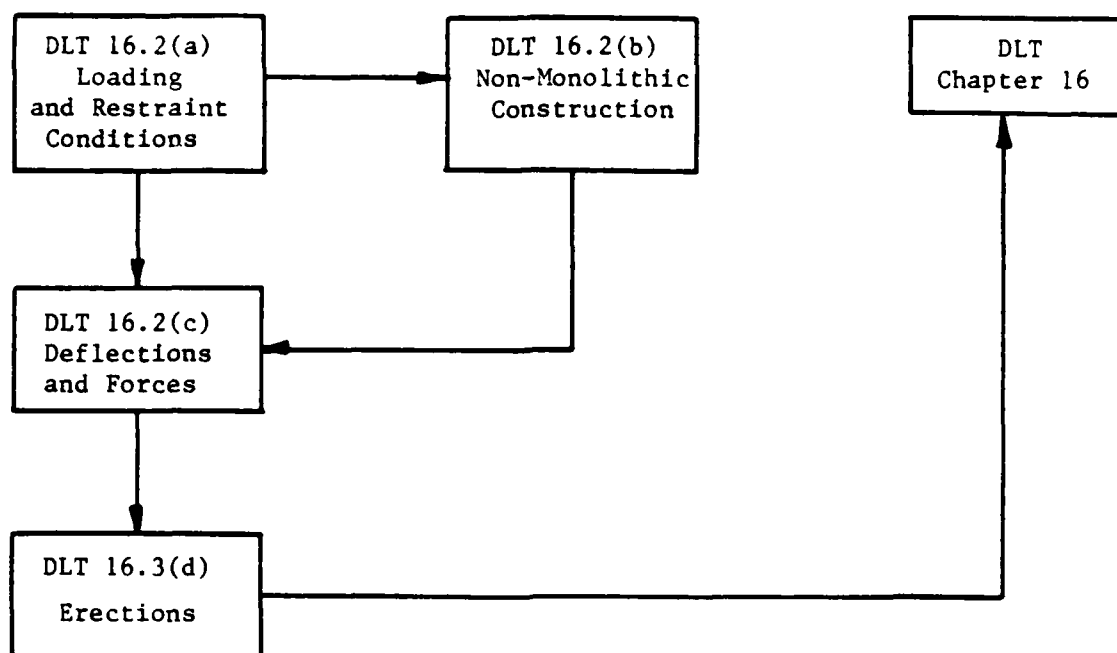 DLT 16.2(a)
Loading
and Restraint
Conditions
DLT 16.2(b)
Non-Monolithic
Construction
DLT
Chapter 16
DLT 16.2(c)
Deflections
and Forces
DLT 16.3(d)
Erections